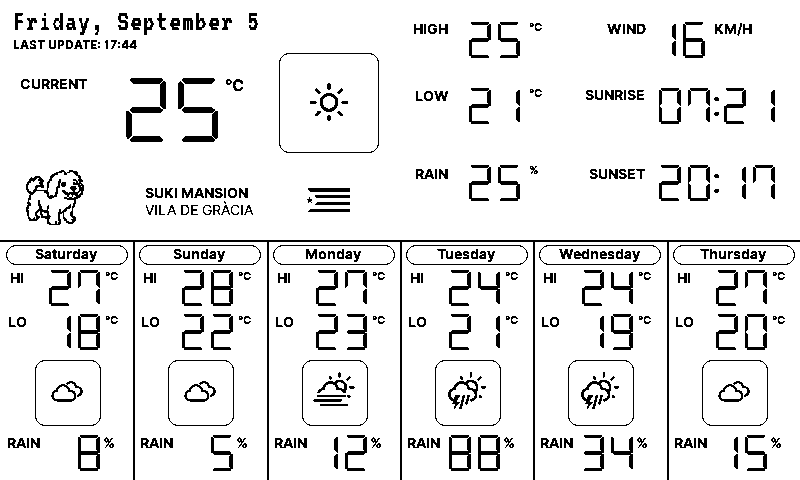 Friday, September 5
LAST UPDATE: 17:44
CURRENT 25 °C
SUKI MANSION
VILA DE GRÀCIA
HIGH 25 °C
WIND 16 KM/H
LOW 21 °C
SUNRISE 07:21
RAIN 25 %
SUNSET 20:17
Saturday
HI 27 °C
LO 18 °C
RAIN 8 %
Sunday
HI 28 °C
LO 22 °C
RAIN 5 %
Monday
HI 27 °C
LO 23 °C
RAIN 12 %
Tuesday
HI 24 °C
LO 21 °C
RAIN 88 %
Wednesday
HI 24 °C
LO 19 °C
RAIN 34 %
Thursday
HI 27 °C
LO 20 °C
RAIN 15 %